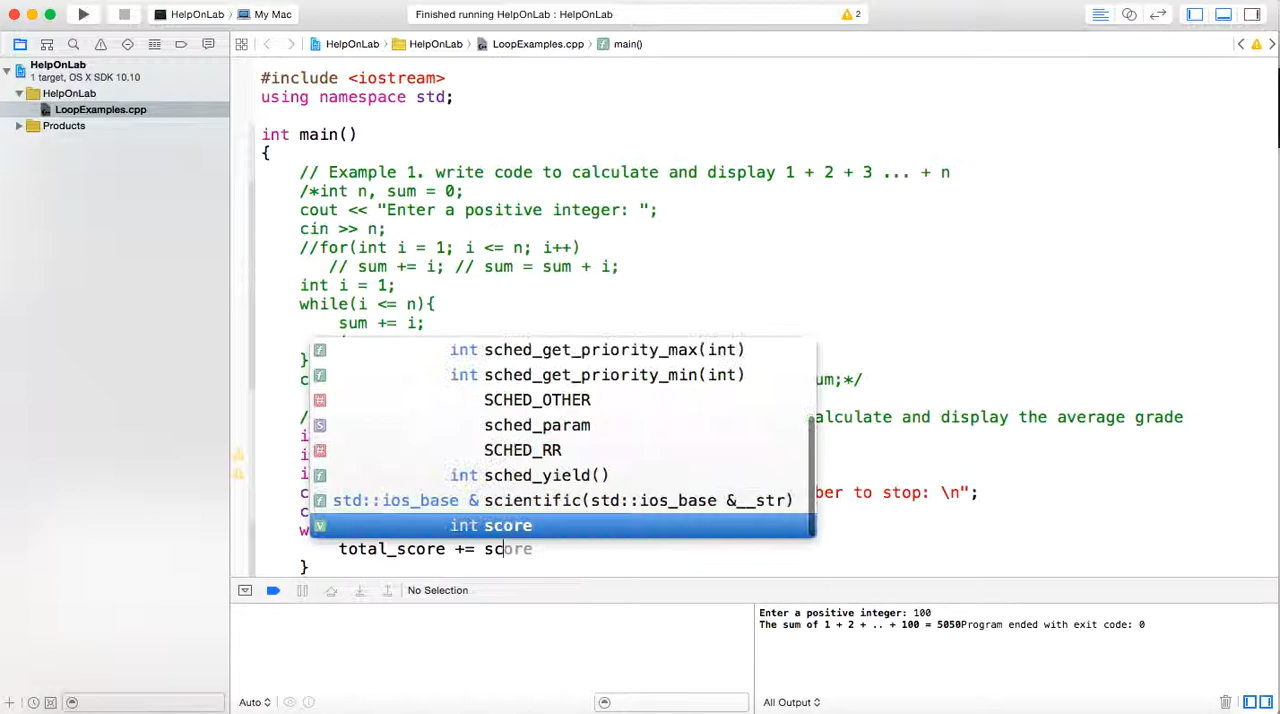 HelpOnLab My Mac Finished running HelpOnLab : HelpOnLab 2
HelpOnLab HelpOnLab LoopExamples.cpp main()
HelpOnLab
1 target, OS X SDK 10.10
HelpOnLab
LoopExamples.cpp
Products
#include <iostream>
using namespace std;
int main()
{
// Example 1. write code to calculate and display 1 + 2 + 3 ... + n
/*int n, sum = 0;
cout << "Enter a positive integer: ";
cin >> n;
//for(int i = 1; i <= n; i++)
// sum += i; // sum = sum + i;
int i = 1;
while(i <= n){
sum += i;
}
c um;*/
/ alculate and display the average grade
i
i
i
c ber to stop: \n";
c
w
int sched_get_priority_max(int)
int sched_get_priority_min(int)
SCHED_OTHER
sched_param
SCHED_RR
int sched_yield()
std::ios_base & scientific(std::ios_base &__str)
int score
total_score += score
}
No Selection
Enter a positive integer: 100
The sum of 1 + 2 + .. + 100 = 5050Program ended with exit code: 0
Auto
All Output